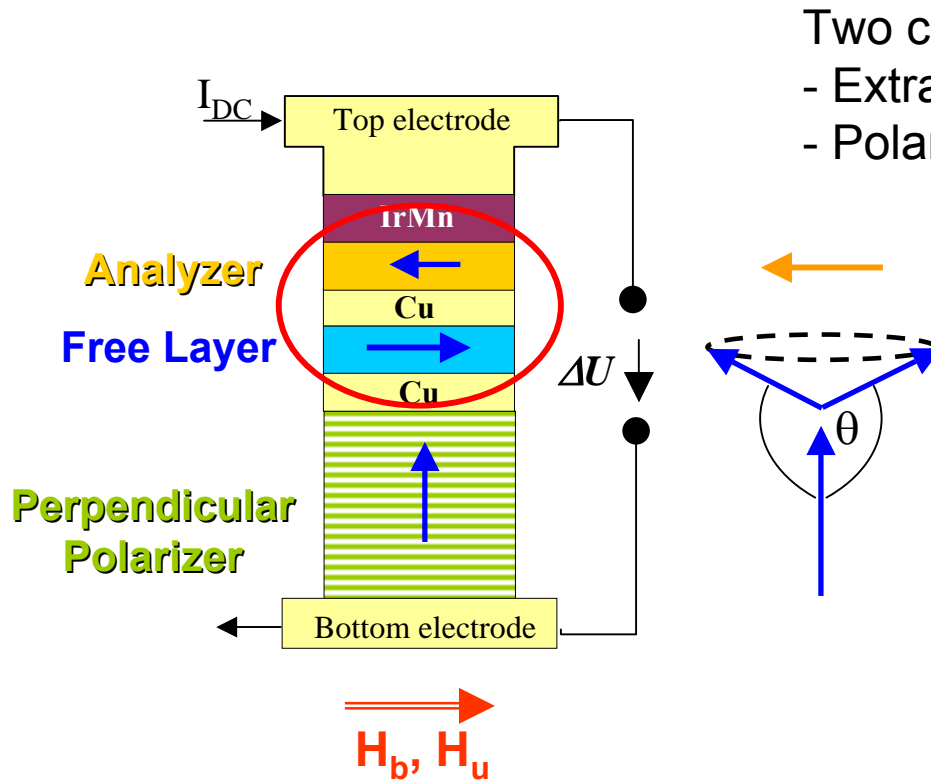 Two c
- Extra
- Polar
I_DC
Top electrode
IrMn
Analyzer
Cu
Free Layer
ΔU
Cu
θ
Perpendicular
Polarizer
Bottom electrode
H_b, H_u